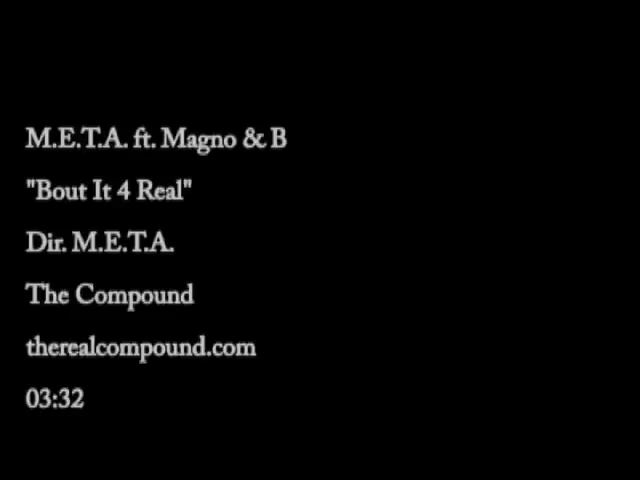 M.E.T.A. ft. Magno & B
"Bout It 4 Real"
Dir. M.E.T.A.
The Compound
therealcompound.com
03:32